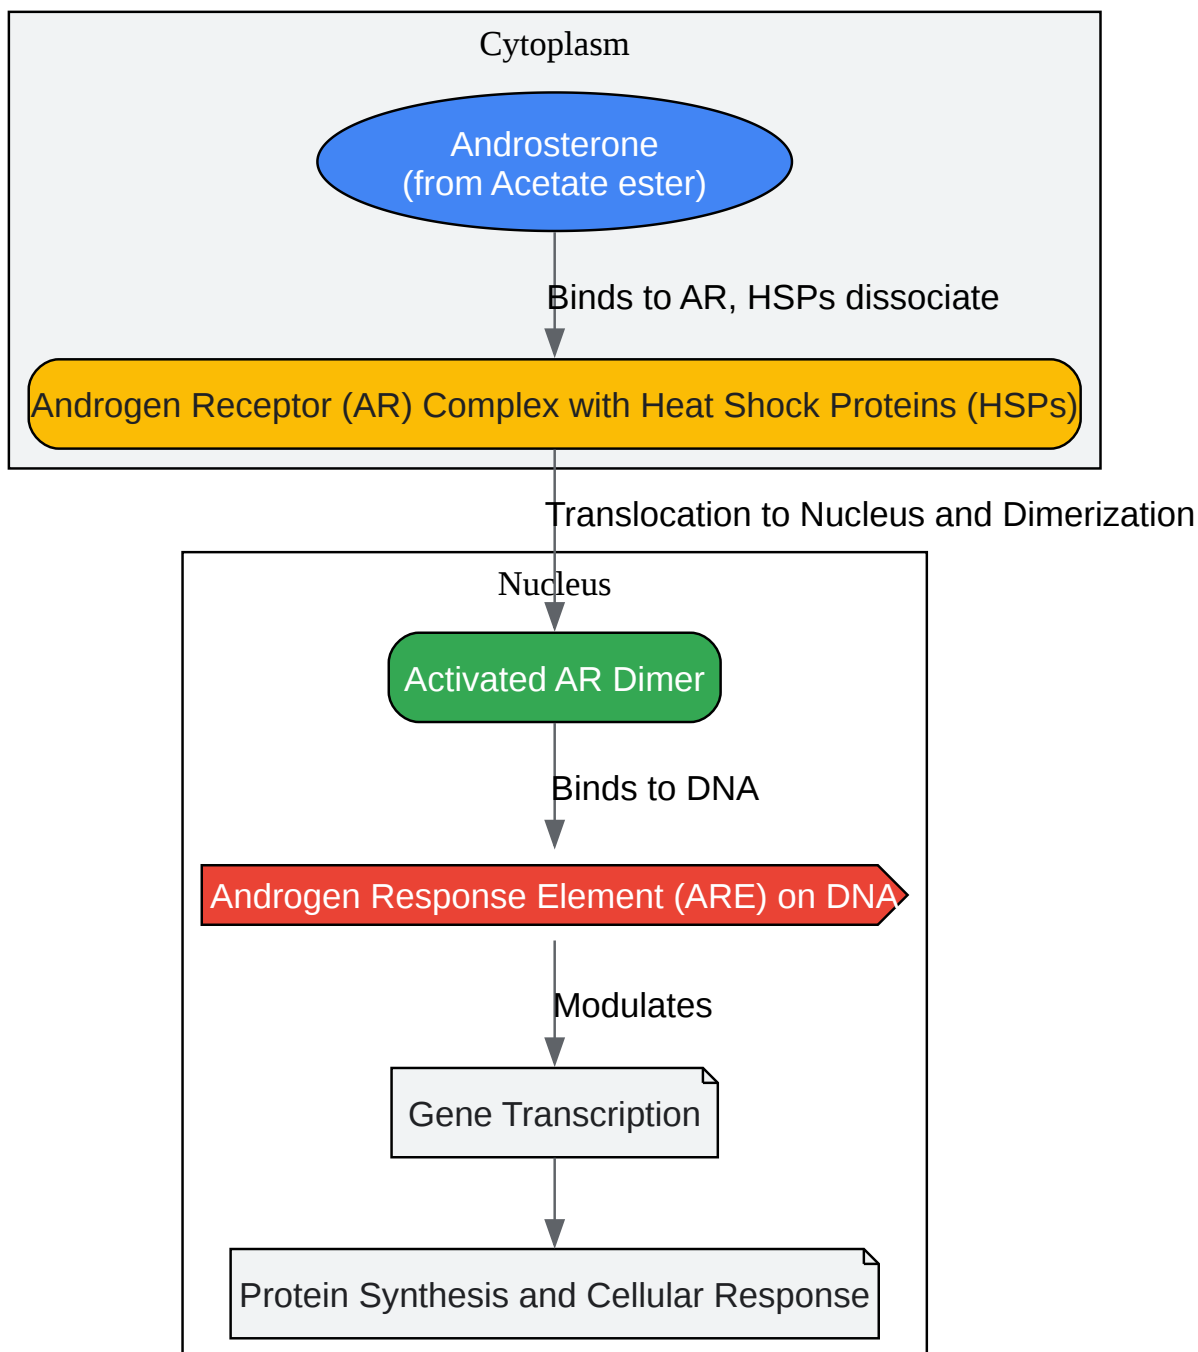 Cytoplasm
Androsterone
(from Acetate ester)
Binds to AR, HSPs dissociate
Androgen Receptor (AR) Complex with Heat Shock Proteins (HSPs)
Translocation to Nucleus and Dimerization
Nucleus
Activated AR Dimer
Binds to DNA
Androgen Response Element (ARE) on DNA
Modulates
Gene Transcription
Protein Synthesis and Cellular Response